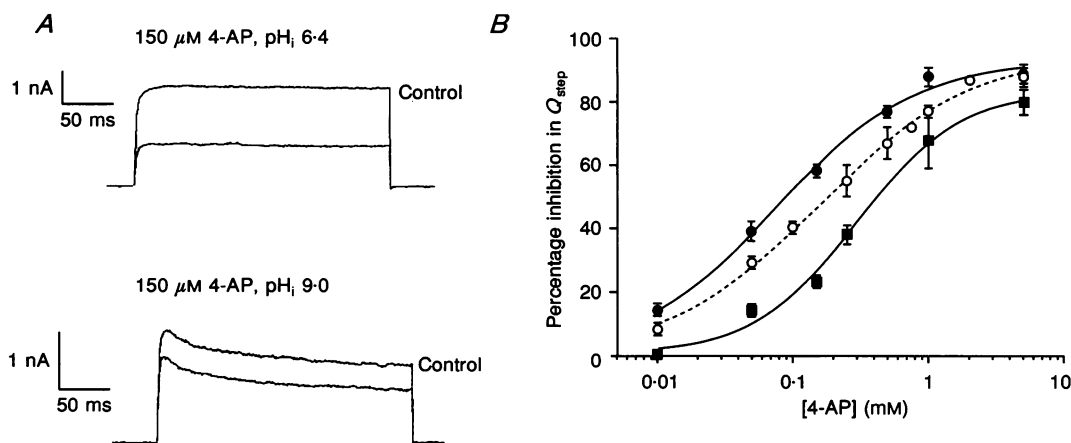 A
150 μM 4-AP, pHi 6·4
1 nA
50 ms
Control
150 μM 4-AP, pHi 9·0
1 nA
50 ms
Control
B
Percentage inhibition in Qstep
100
80
60
40
20
0
0·01
0·1
1
10
[4-AP] (mM)